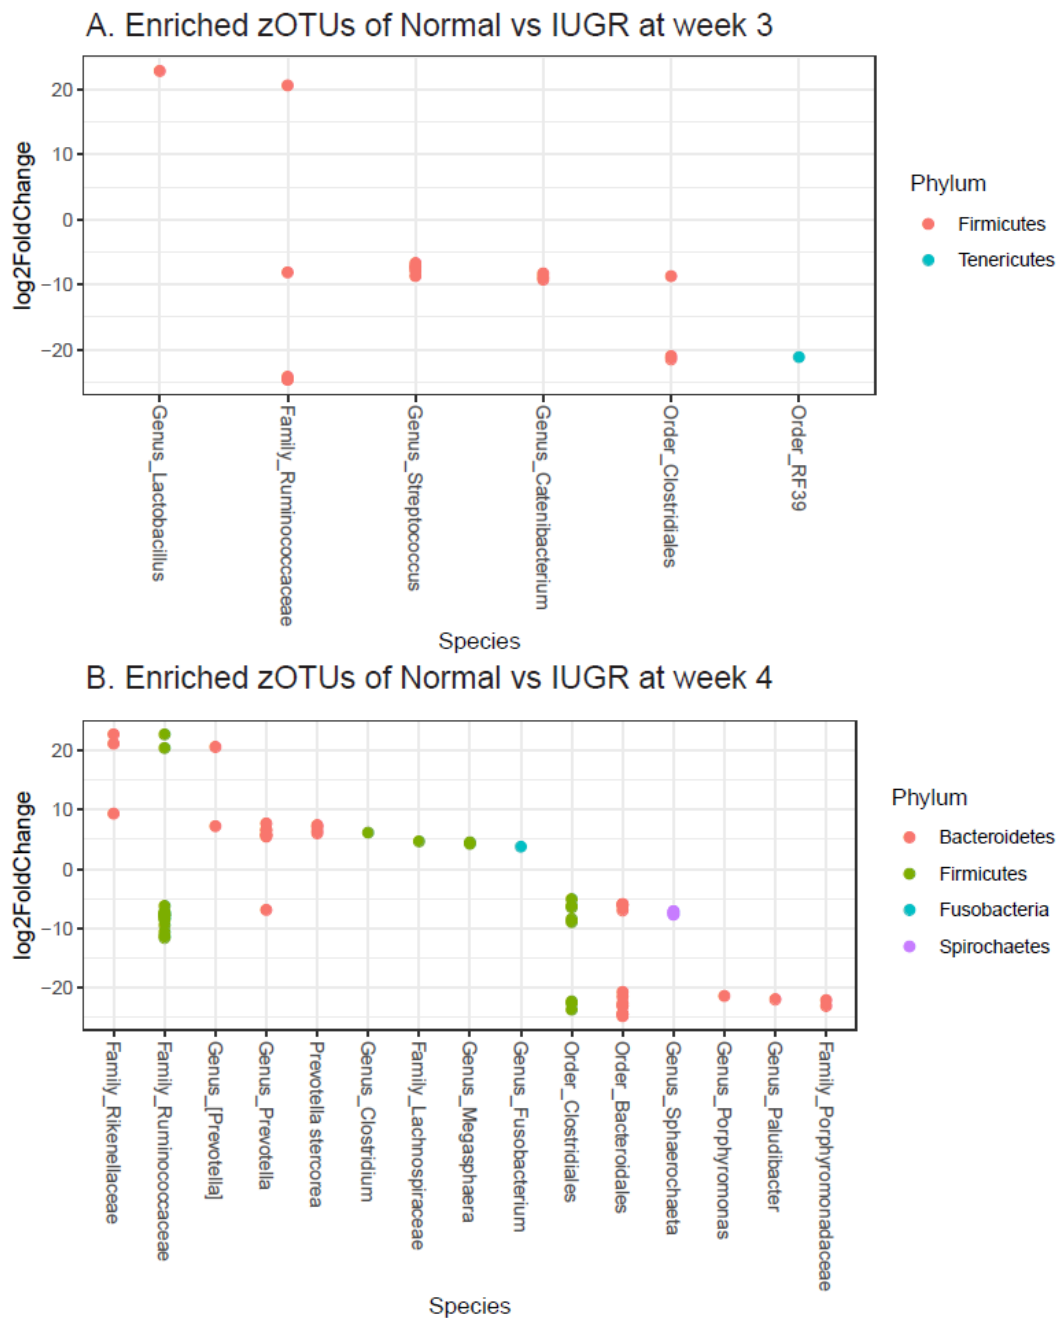 A. Enriched zOTUs of Normal vs IUGR at week 3
log2FoldChange
20
10
0
−10
−20
Genus_Lactobacillus
Family_Ruminococcaceae
Genus_Streptococcus
Genus_Catenibacterium
Order_Clostridiales
Order_RF39
Species
Phylum
Firmicutes
Tenericutes
B. Enriched zOTUs of Normal vs IUGR at week 4
log2FoldChange
20
10
0
−10
−20
Family_Rikenellaceae
Family_Ruminococcaceae
Genus_[Prevotella]
Genus_Prevotella
Prevotella stercorea
Genus_Clostridium
Family_Lachnospiraceae
Genus_Megasphaera
Genus_Fusobacterium
Order_Clostridiales
Order_Bacteroidales
Genus_Sphaerochaeta
Genus_Porphyromonas
Genus_Paludibacter
Family_Porphyromonadaceae
Species
Phylum
Bacteroidetes
Firmicutes
Fusobacteria
Spirochaetes